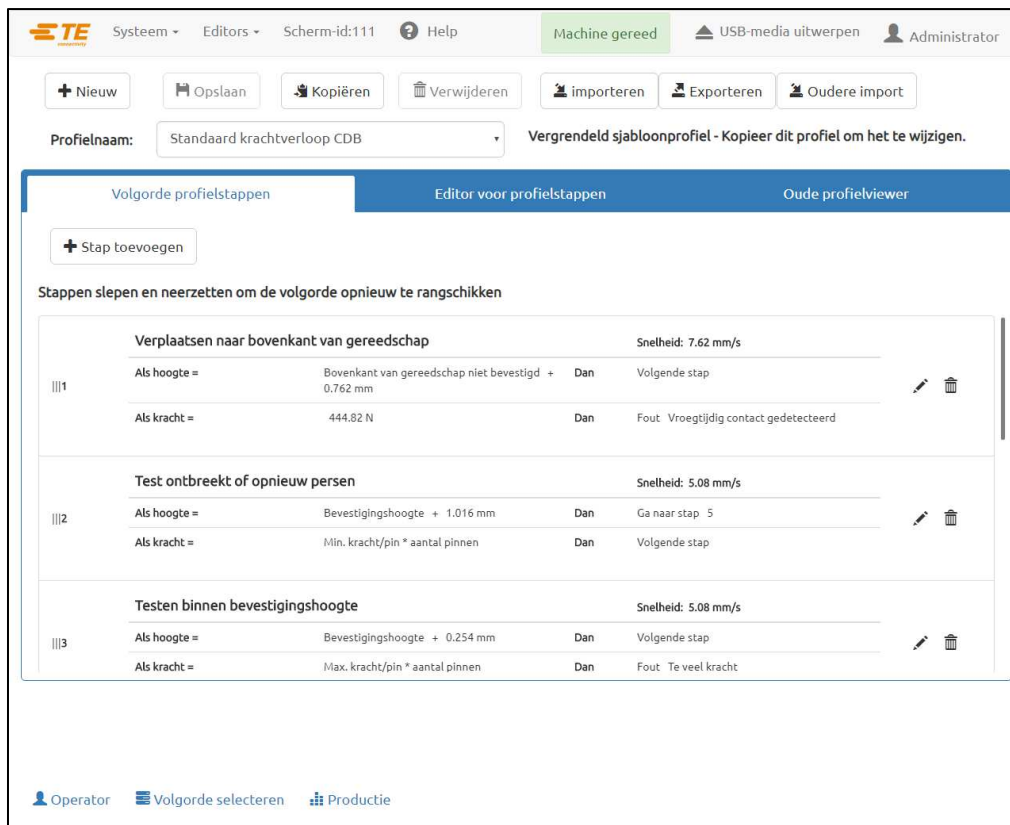 TE connectivity Systeem Editors Scherm-id:111 Help Machine gereed USB-media uitwerpen Administrator
Nieuw Opslaan Kopiëren Verwijderen importeren Exporteren Oudere import
Profielnaam: Standaard krachtverloop CDB Vergrendeld sjabloonprofiel - Kopieer dit profiel om het te wijzigen.
Volgorde profielstappen Editor voor profielstappen Oude profielviewer
Stap toevoegen
Stappen slepen en neerzetten om de volgorde opnieuw te rangschikken
Verplaatsen naar bovenkant van gereedschap Snelheid: 7.62 mm/s
1 Als hoogte = Bovenkant van gereedschap niet bevestigd + Dan Volgende stap
0.762 mm
Als kracht = 444.82 N Dan Fout Vroegtijdig contact gedetecteerd
Test ontbreekt of opnieuw persen Snelheid: 5.08 mm/s
2 Als hoogte = Bevestigingshoogte + 1.016 mm Dan Ga naar stap 5
Als kracht = Min. kracht/pin * aantal pinnen Dan Volgende stap
Testen binnen bevestigingshoogte Snelheid: 5.08 mm/s
3 Als hoogte = Bevestigingshoogte + 0.254 mm Dan Volgende stap
Als kracht = Max. kracht/pin * aantal pinnen Dan Fout Te veel kracht
Operator Volgorde selecteren Productie